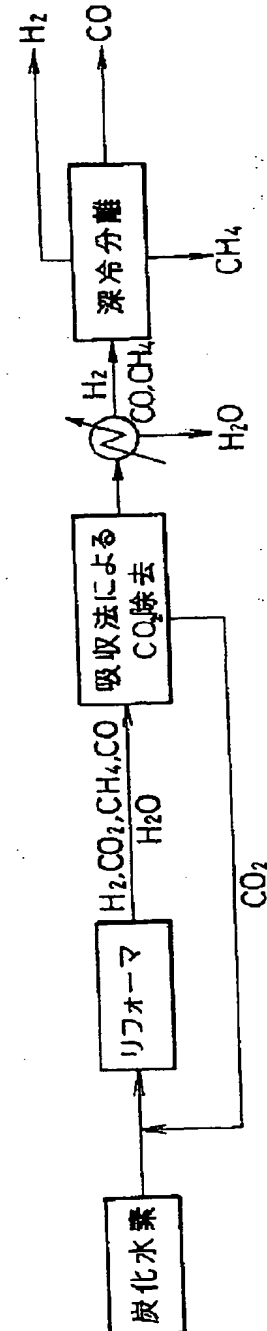 炭化水素
リフォーマ
H₂,CO₂,CH₄,CO
H₂O
吸収法による
CO₂除去
CO₂
H₂
CO,CH₄
H₂O
深冷分離
H₂
CO
CH₄